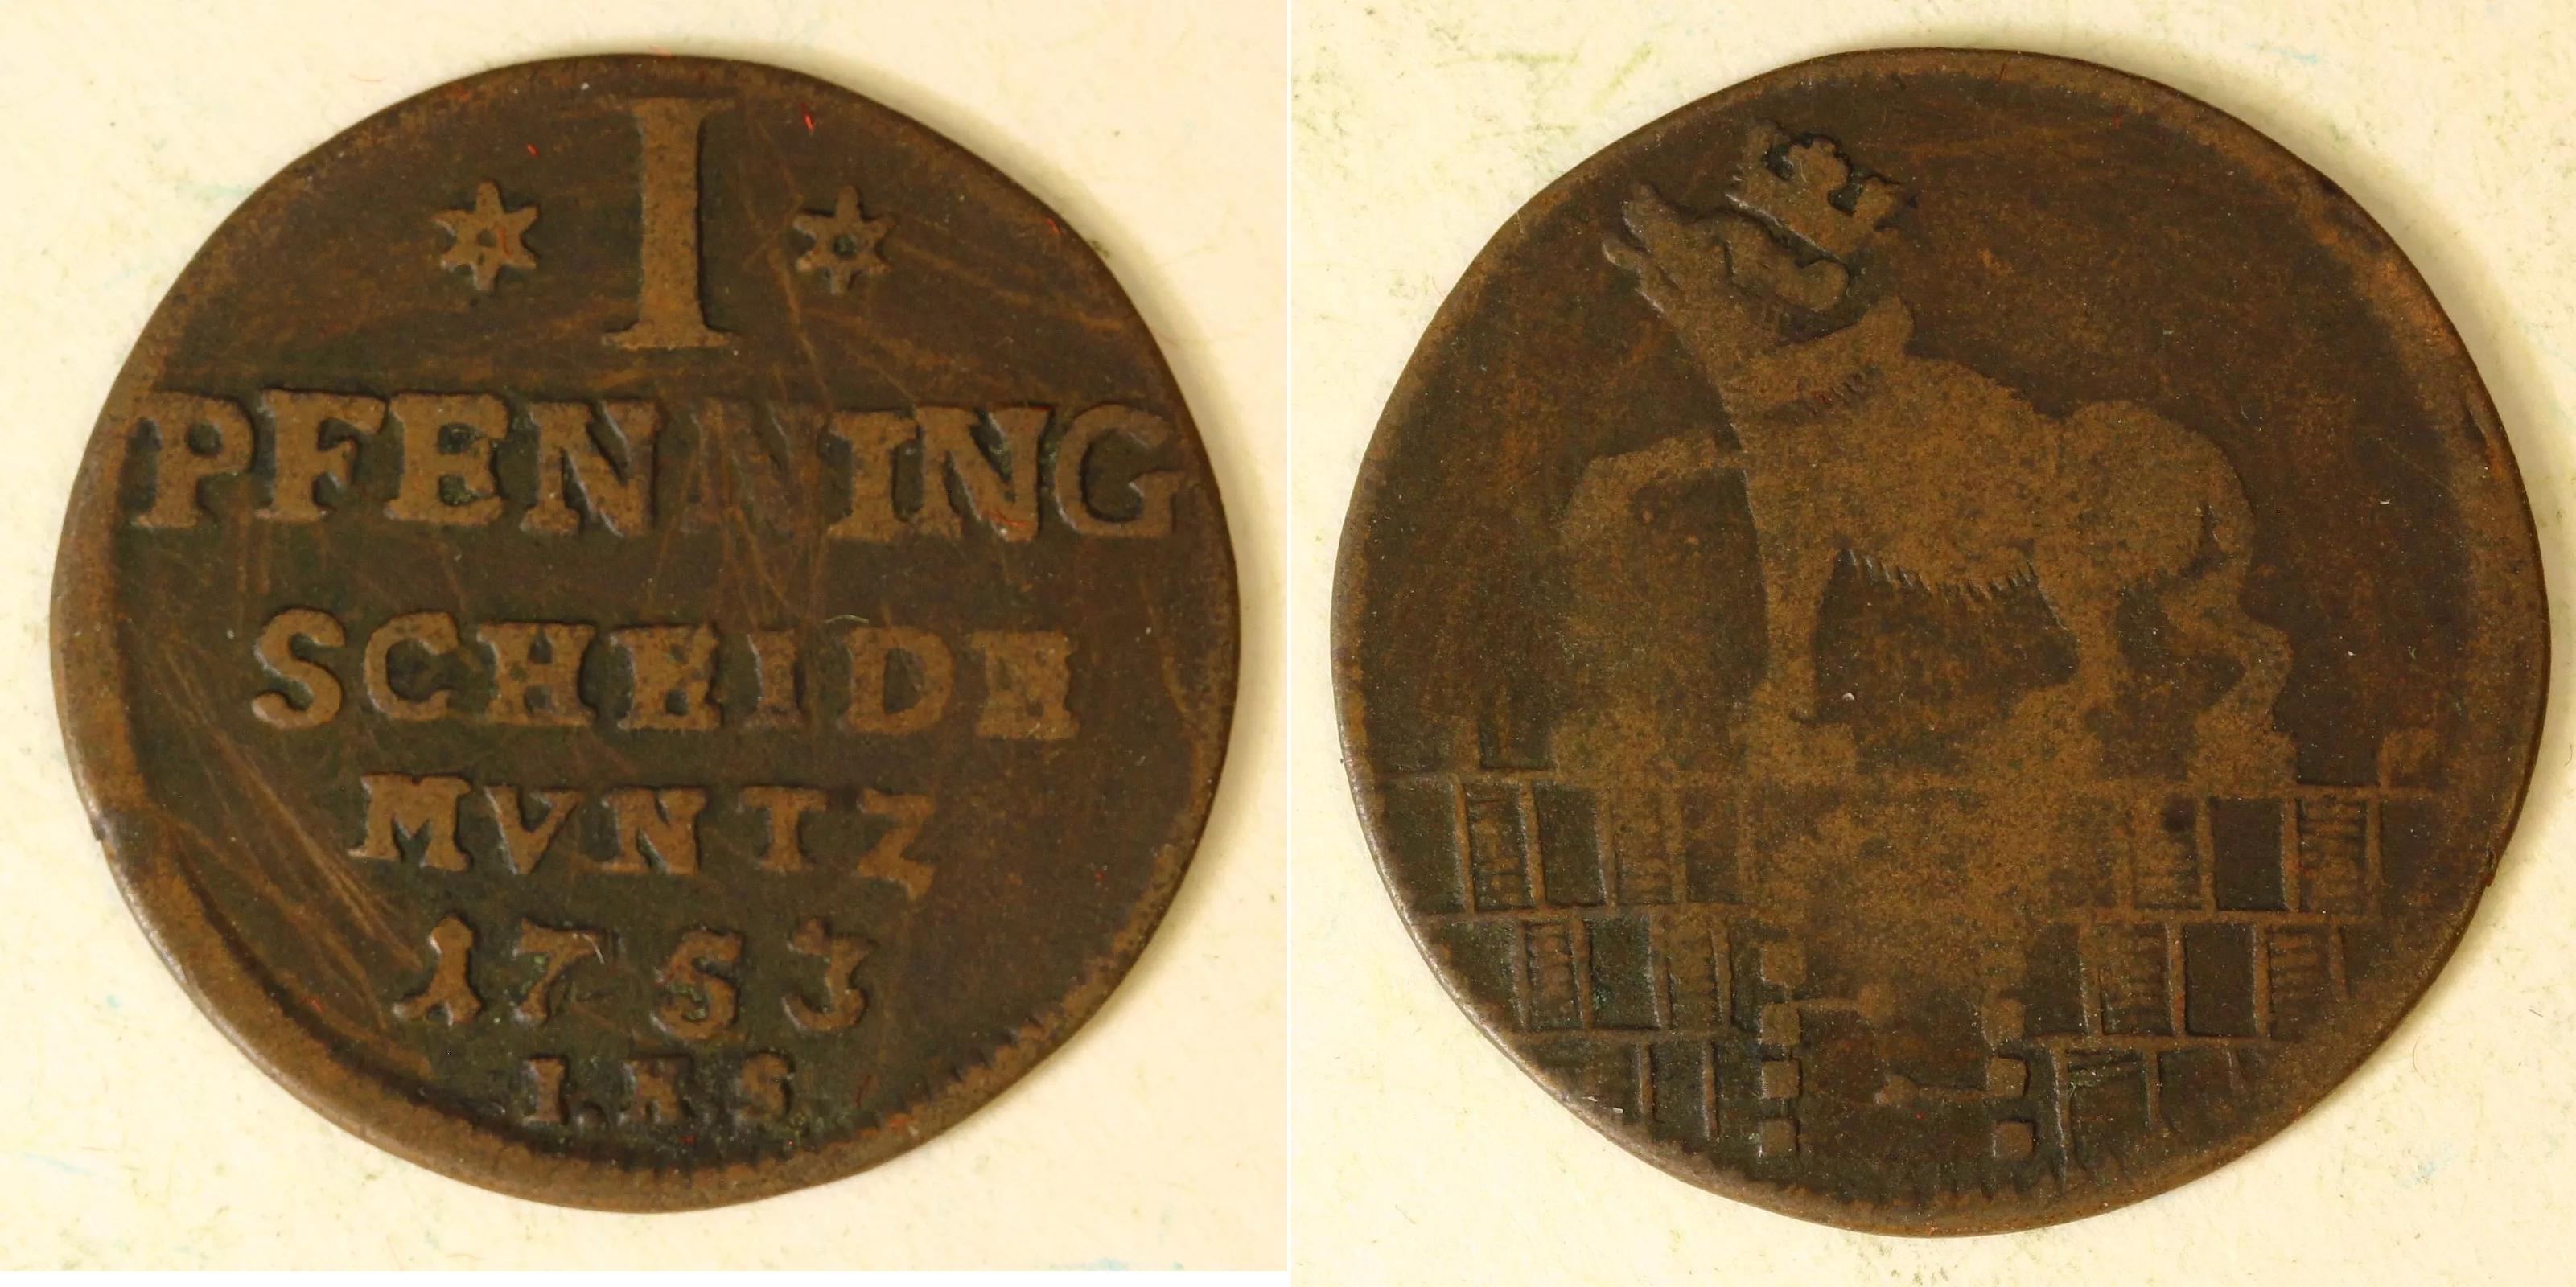 * I *
PFENNING
SCHEIDE
MVNTZ
1753
I.H.S